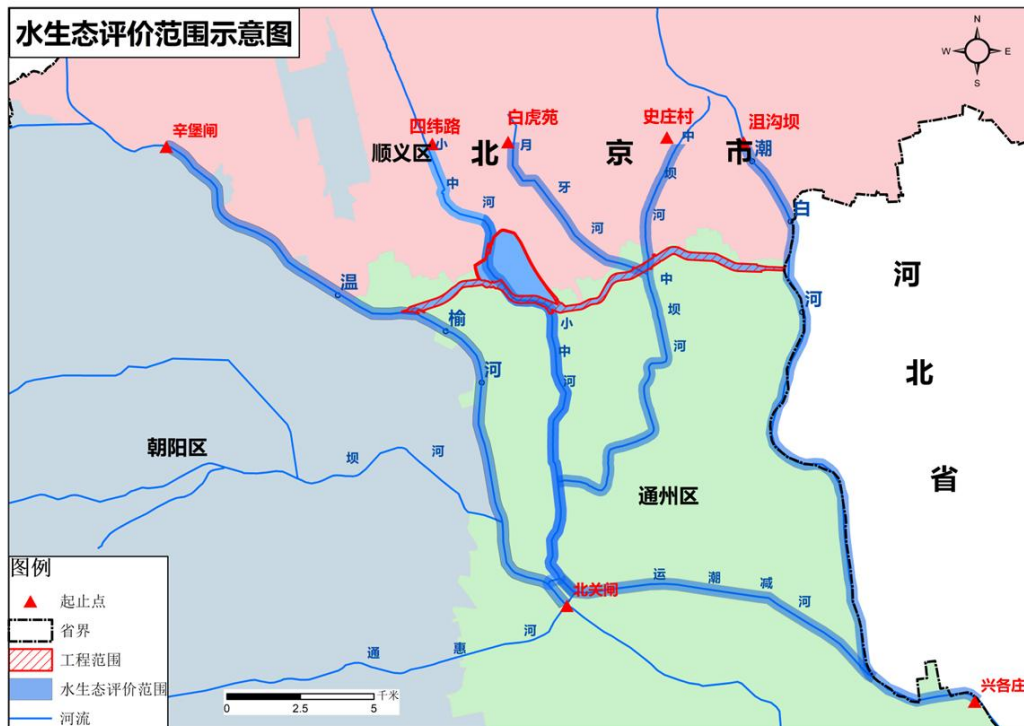 水生态评价范围示意图
N
W
E
S
辛堡闸
四纬路
白虎苑
史庄村
沮沟坝
顺义区
北京市
小中河
月牙河
中坝河
潮白河
温榆河
小中河
中坝河
河北省
朝阳区
坝河
通州区
北关闸
运潮减河
通惠河
兴各庄
图例
起止点
省界
工程范围
水生态评价范围
河流
千米
0 2.5 5